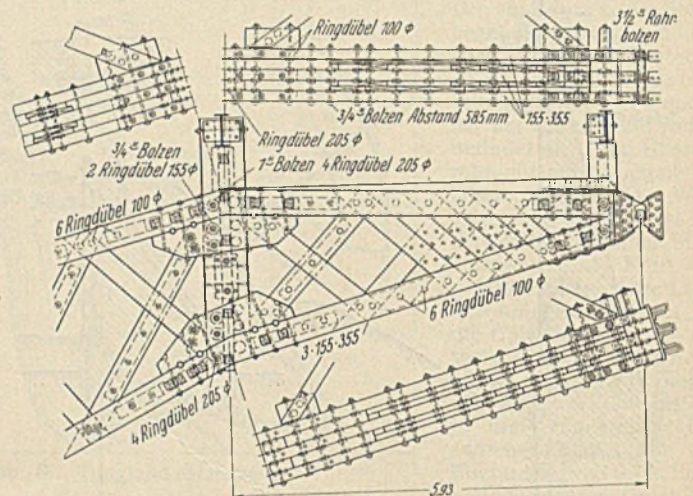 Ringdübel 100 ⌀
3½" Rohr-
bolzen
¾" Bolzen Abstand 585mm
155·355
Ringdübel 205 ⌀
¾" Bolzen
2 Ringdübel 155⌀
1" Bolzen 4 Ringdübel 205 ⌀
6 Ringdübel 100 ⌀
6 Ringdübel 100 ⌀
3·155·355
4 Ringdübel 205 ⌀
5,93